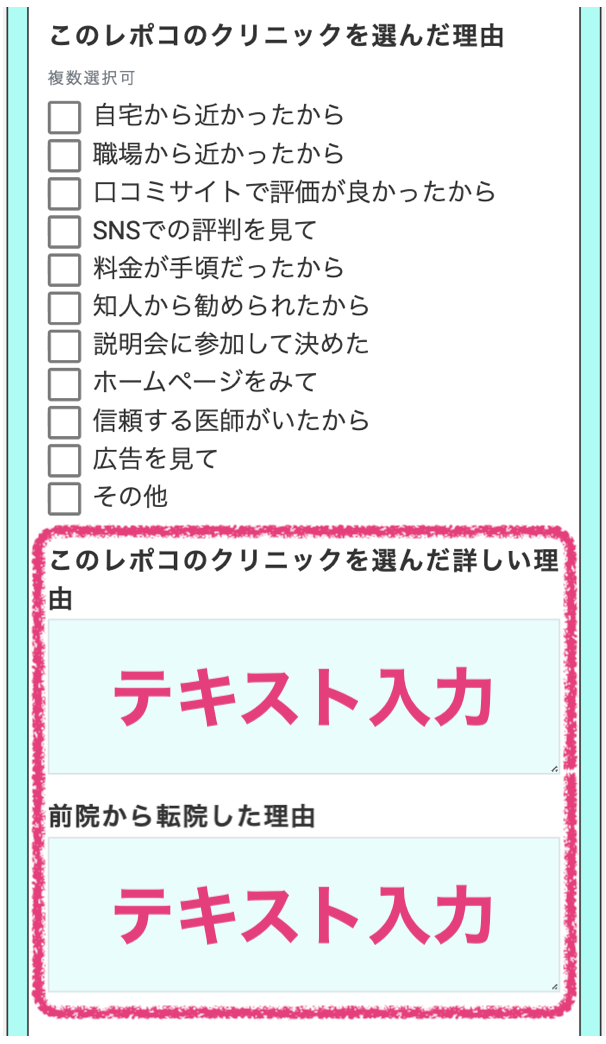 このレポコのクリニックを選んだ理由
複数選択可
自宅から近かったから
職場から近かったから
口コミサイトで評価が良かったから
SNSでの評判を見て
料金が手頃だったから
知人から勧められたから
説明会に参加して決めた
ホームページをみて
信頼する医師がいたから
広告を見て
その他
このレポコのクリニックを選んだ詳しい理
由
テキスト入力
前院から転院した理由
テキスト入力